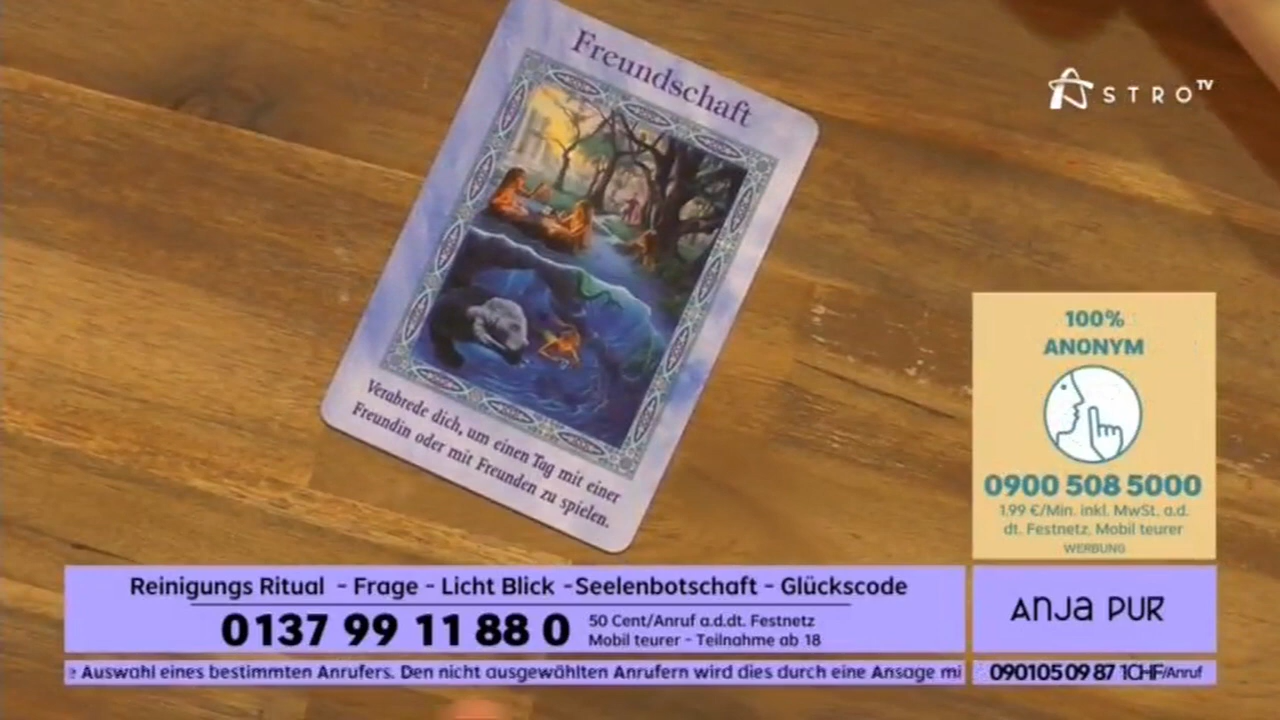 Freundschaft
ASTRO TV
Verabrede dich, um einen Tag mit einer
Freundin oder mit Freunden zu spielen.
100%
ANONYM
0900 508 5000
1,99 €/Min. inkl. MwSt. a.d.
dt. Festnetz, Mobil teurer
WERBUNG
Reinigungs Ritual - Frage - Licht Blick -Seelenbotschaft - Glückscode
0137 99 11 88 0
50 Cent/Anruf a.d.dt. Festnetz
Mobil teurer - Teilnahme ab 18
ANJA PUR
e Auswahl eines bestimmten Anrufers. Den nicht ausgewählten Anrufern wird dies durch eine Ansage mi
090105 09 87 1CHF/Anruf